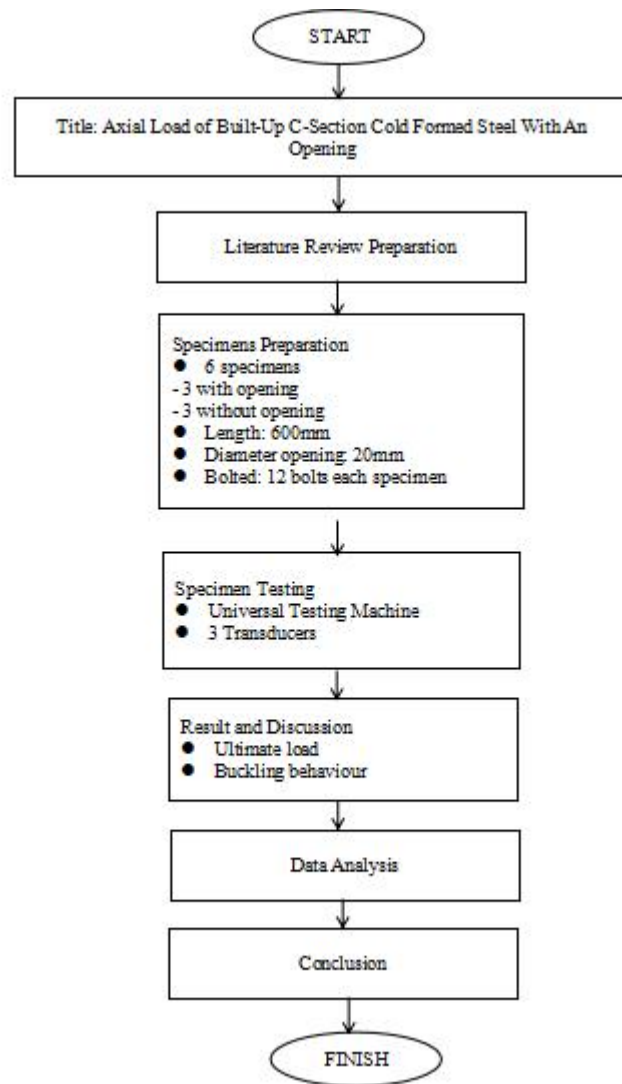 START
Title: Axial Load of Built-Up C-Section Cold Formed Steel With An
Opening
Literature Review Preparation
Specimens Preparation
● 6 specimens
- 3 with opening
- 3 without opening
● Length: 600mm
● Diameter opening: 20mm
● Bolted: 12 bolts each specimen
Specimen Testing
● Universal Testing Machine
● 3 Transducers
Result and Discussion
● Ultimate load
● Buckling behaviour
Data Analysis
Conclusion
FINISH